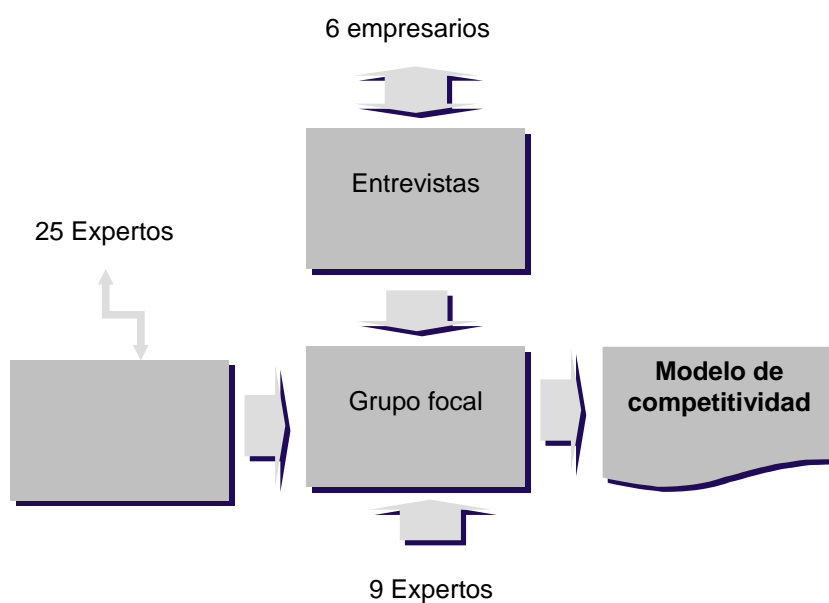 6 empresarios
Entrevistas
25 Expertos
Grupo focal
Modelo de
competitividad
9 Expertos